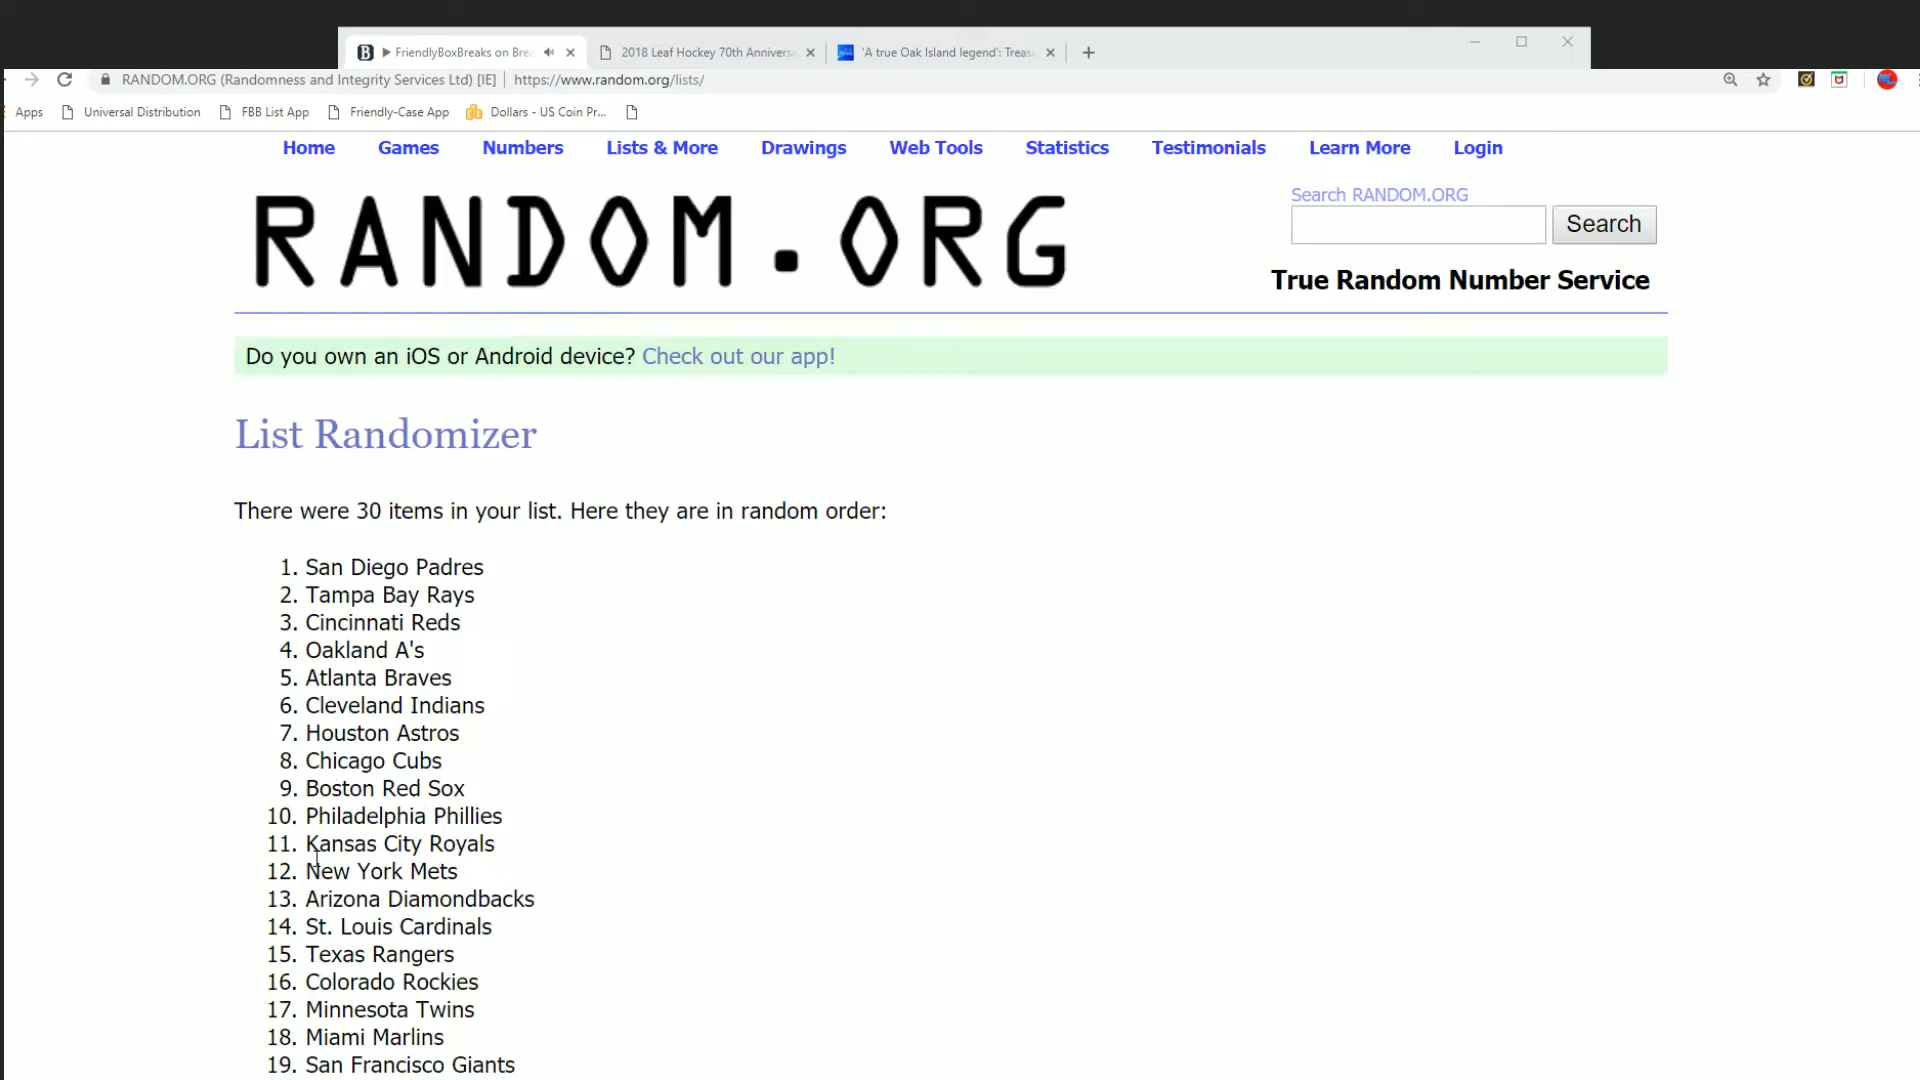 FriendlyBoxBreaks on Brea
2018 Leaf Hockey 70th Anniversa
'A true Oak Island legend': Treas
RANDOM.ORG (Randomness and Integrity Services Ltd) [IE] | https://www.random.org/lists/
Apps Universal Distribution FBB List App Friendly-Case App Dollars - US Coin Pr...
Home Games Numbers Lists & More Drawings Web Tools Statistics Testimonials Learn More Login
RANDOM.ORG
Search RANDOM.ORG
Search
True Random Number Service
Do you own an iOS or Android device? Check out our app!
List Randomizer
There were 30 items in your list. Here they are in random order:
1. San Diego Padres
2. Tampa Bay Rays
3. Cincinnati Reds
4. Oakland A's
5. Atlanta Braves
6. Cleveland Indians
7. Houston Astros
8. Chicago Cubs
9. Boston Red Sox
10. Philadelphia Phillies
11. Kansas City Royals
12. New York Mets
13. Arizona Diamondbacks
14. St. Louis Cardinals
15. Texas Rangers
16. Colorado Rockies
17. Minnesota Twins
18. Miami Marlins
19. San Francisco Giants